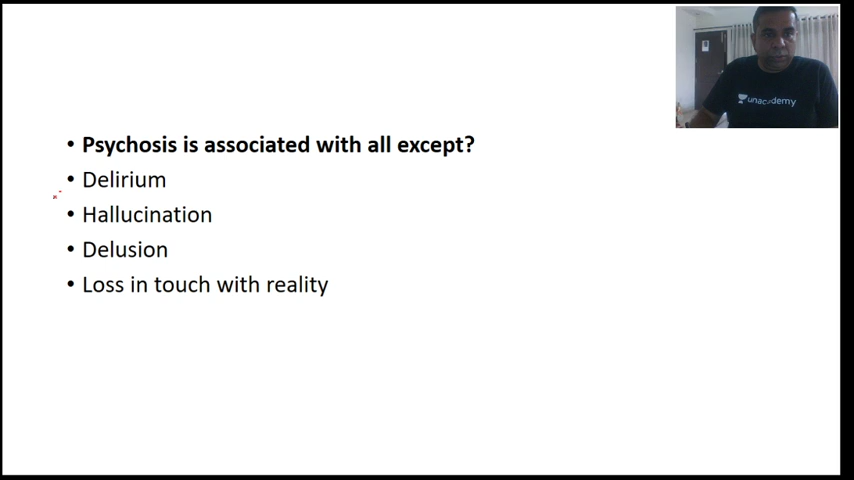 • Psychosis is associated with all except?
• Delirium
• Hallucination
• Delusion
• Loss in touch with reality
unacademy